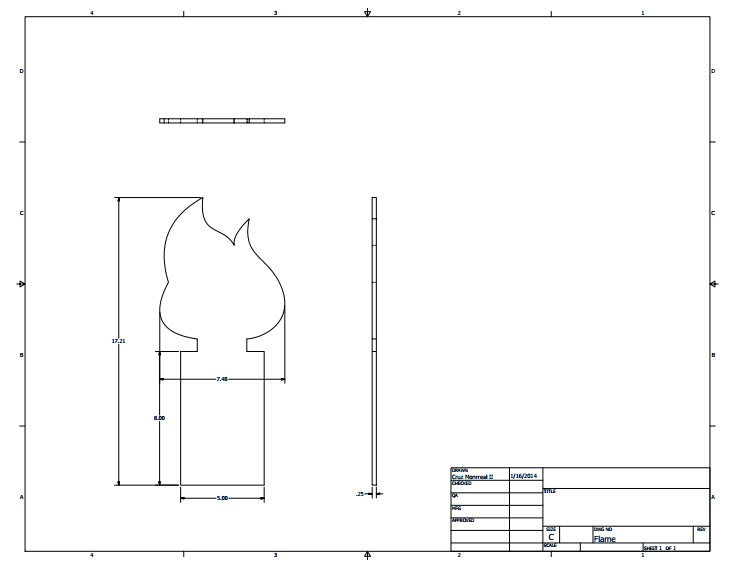 4 3 2 1
D D
C C
17.21
B B
7.48
8.00
DRAWN
Cruz Monrreal II 1/16/2014
CHECKED
TITLE
QA
.25
A A
5.00
MFG
APPROVED
SIZE DWG NO REV
C Flame
SCALE SHEET 1 OF 1
4 3 2 1